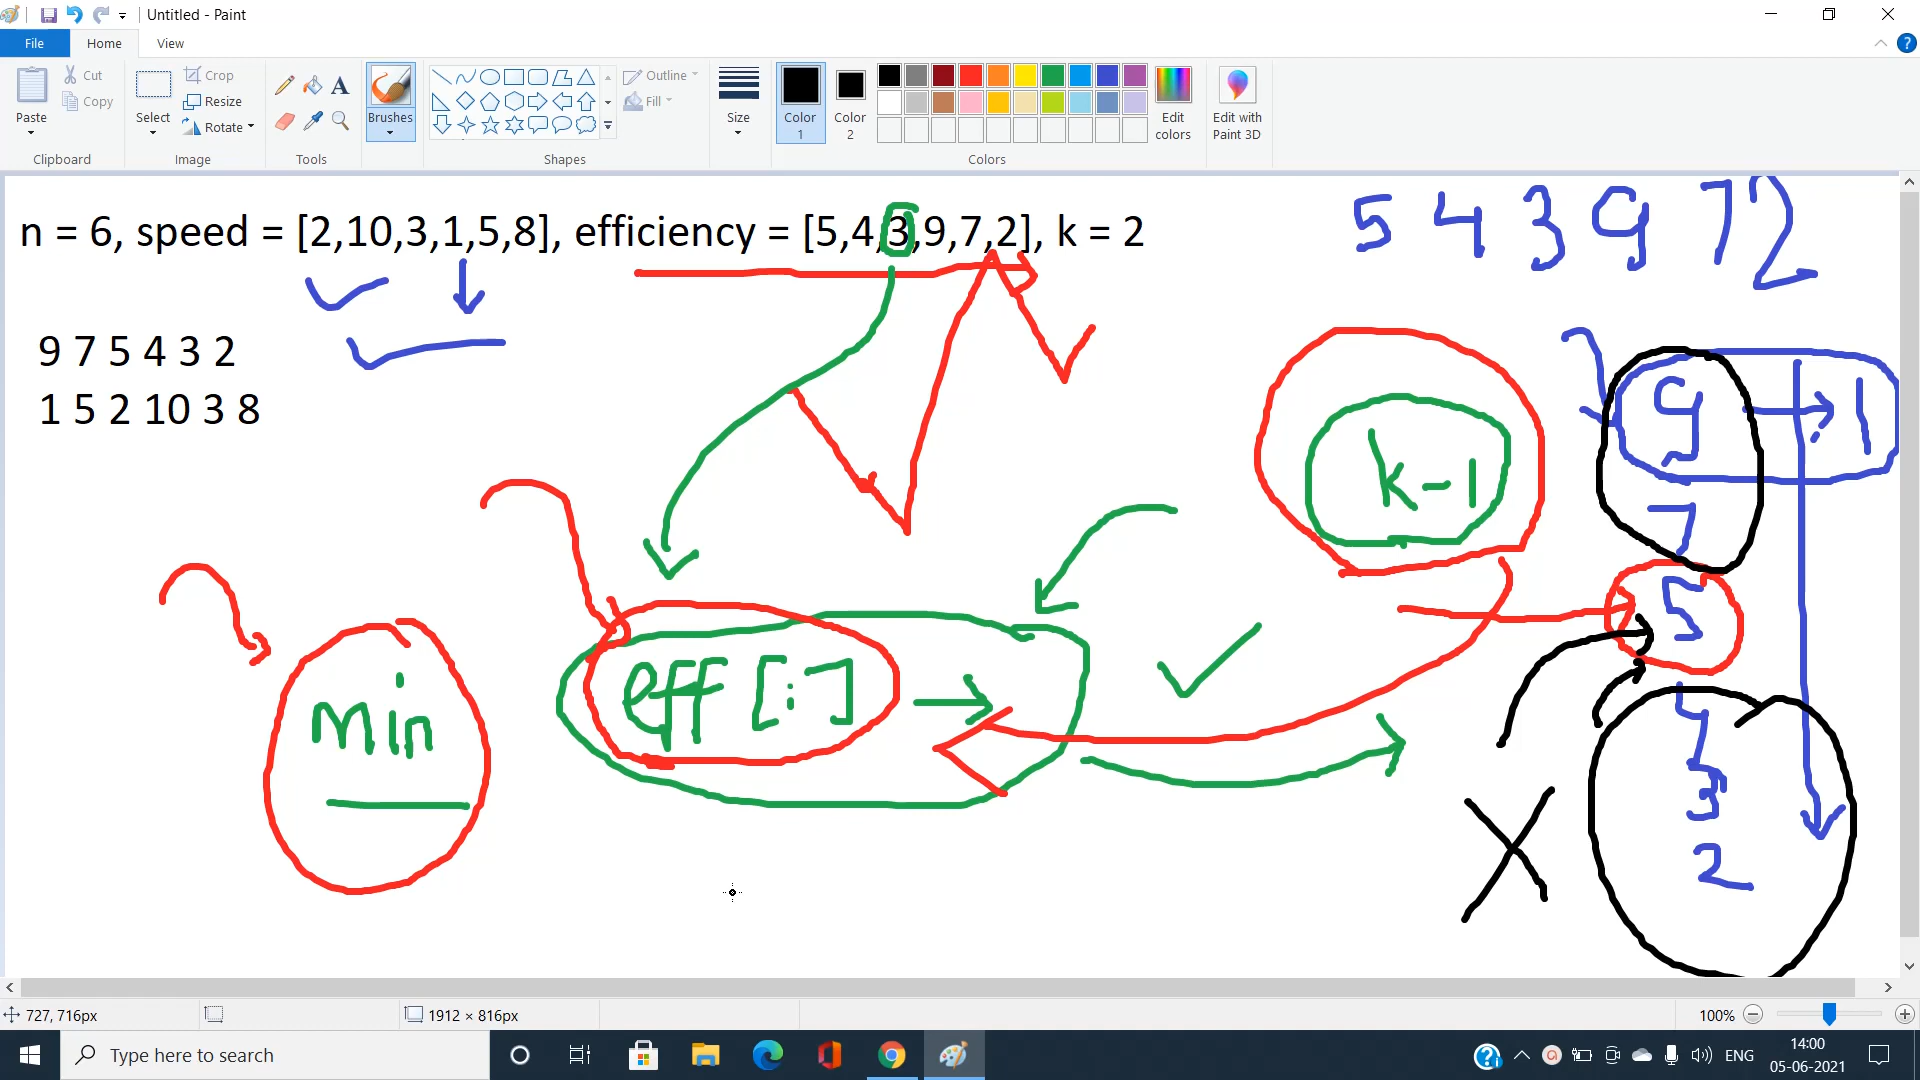 Untitled - Paint
File Home View
Paste
Cut
Copy
Clipboard
Select
Crop
Resize
Rotate
Image
Tools
Brushes
Shapes
Outline
Fill
Size
Color 1
Color 2
Colors
Edit colors
Edit with Paint 3D
n = 6, speed = [2,10,3,1,5,8], efficiency = [5,4,3,9,7,2], k = 2
5 4 3 9 7 2
9 7 5 4 3 2
1 5 2 10 3 8
k-1
9 → 1
7
5
4
3
2
min
eff [i] →
727, 716px
1912 × 816px
100%
Type here to search
ENG
14:00
05-06-2021